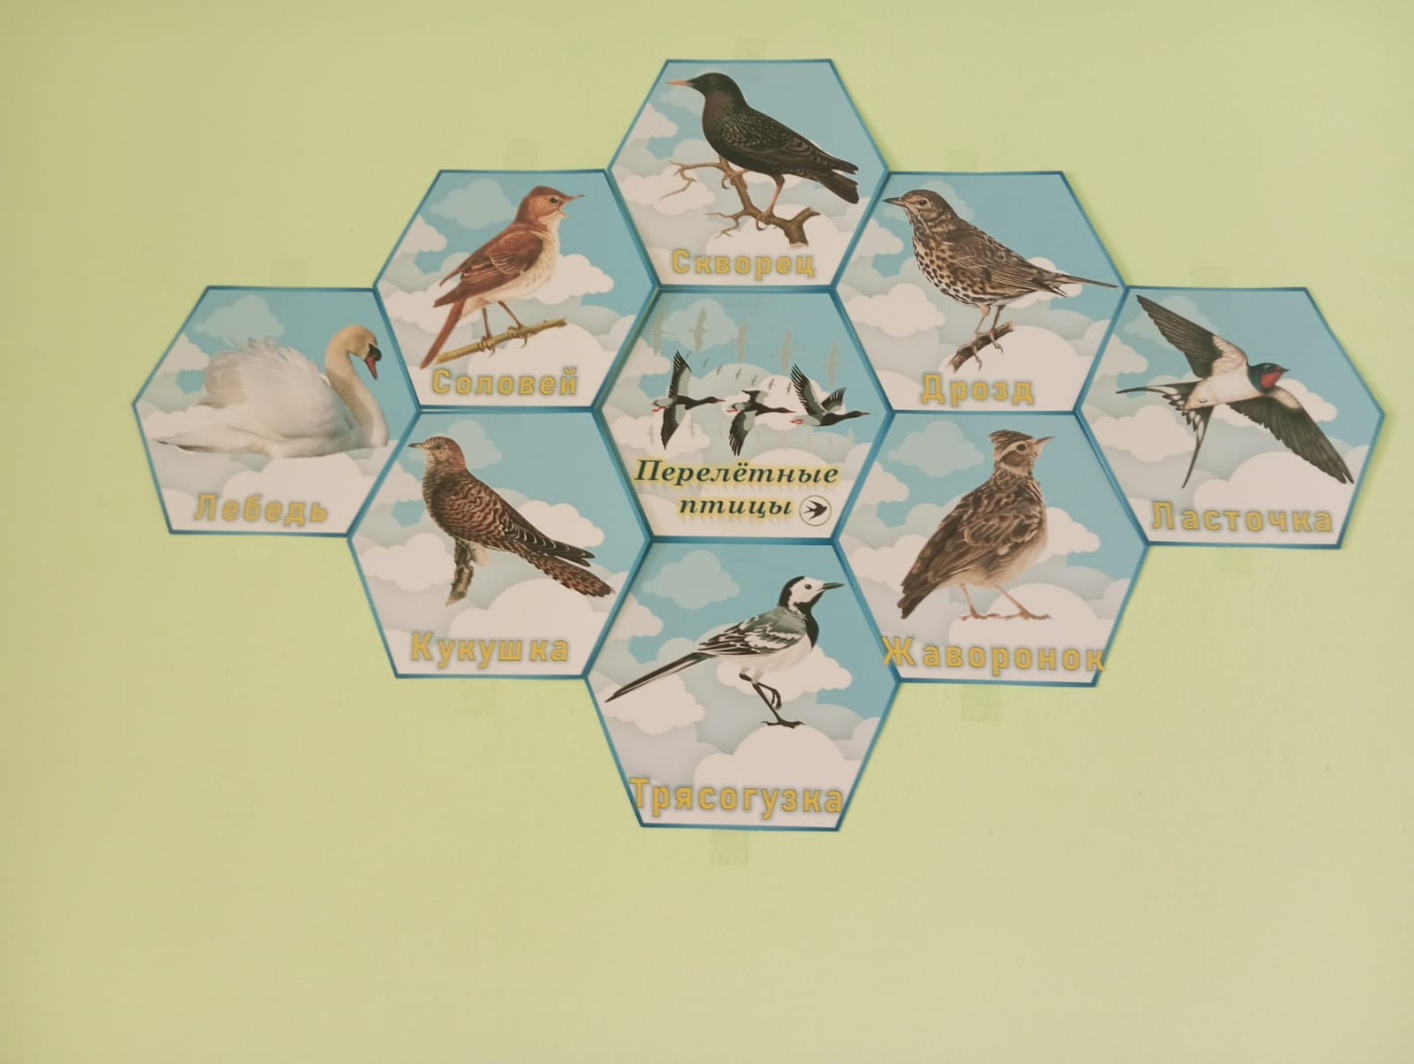 Скворец
Соловей
Дрозд
Лебедь
Перелётные
птицы
Ласточка
Кукушка
Жаворонок
Трясогузка